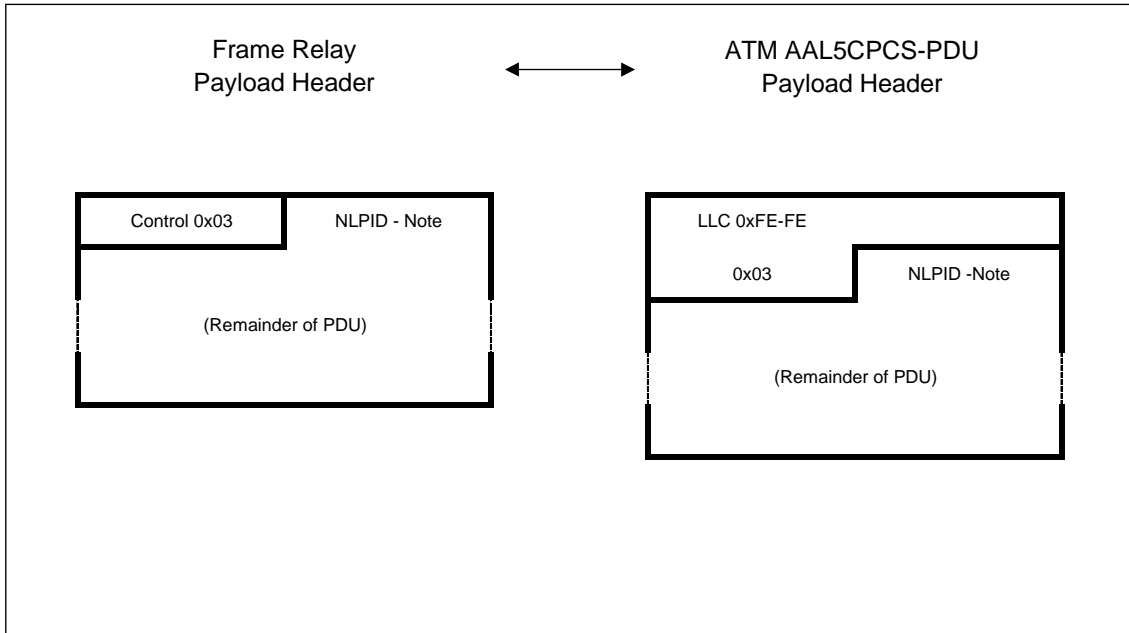 Frame Relay
Payload Header
ATM AAL5CPCS-PDU
Payload Header
Control 0x03
NLPID - Note
(Remainder of PDU)
LLC 0xFE-FE
0x03
NLPID -Note
(Remainder of PDU)